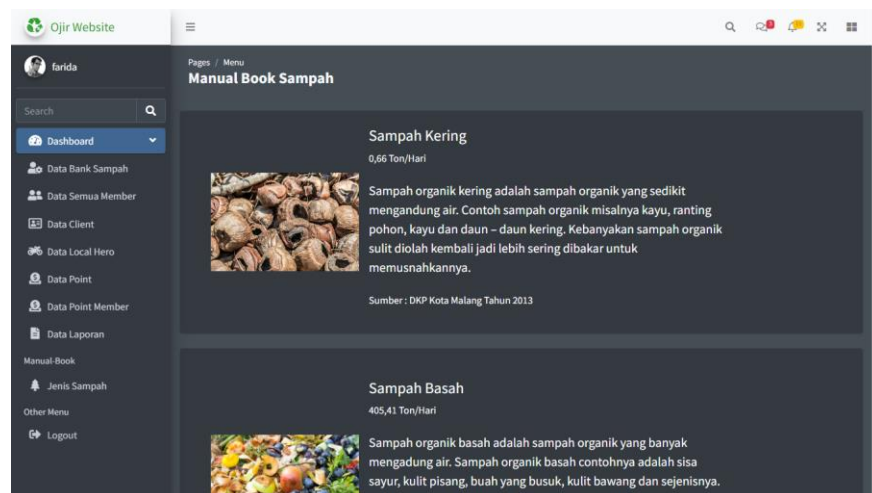 Ojir Website
farida
Search
Dashboard
Data Bank Sampah
Data Semua Member
Data Client
Data Local Hero
Data Point
Data Point Member
Data Laporan
Manual-Book
Jenis Sampah
Other Menu
Logout
Pages / Menu
Manual Book Sampah
Sampah Kering
0,66 Ton/Hari
Sampah organik kering adalah sampah organik yang sedikit
mengandung air. Contoh sampah organik misalnya kayu, ranting
pohon, kayu dan daun – daun kering. Kebanyakan sampah organik
sulit diolah kembali jadi lebih sering dibakar untuk
memusnahkannya.
Sumber : DKP Kota Malang Tahun 2013
Sampah Basah
405,41 Ton/Hari
Sampah organik basah adalah sampah organik yang banyak
mengadung air. Sampah organik basah contohnya adalah sisa
sayur, kulit pisang, buah yang busuk, kulit bawang dan sejenisnya.